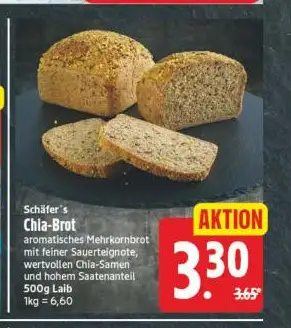 Schäfer's
Chia-Brot
aromatisches Mehrkornbrot
mit feiner Sauerteignote,
wertvollen Chia-Samen
und hohem Saatenanteil
500g Laib
1kg = 6,60
AKTION
3.30
3.65*